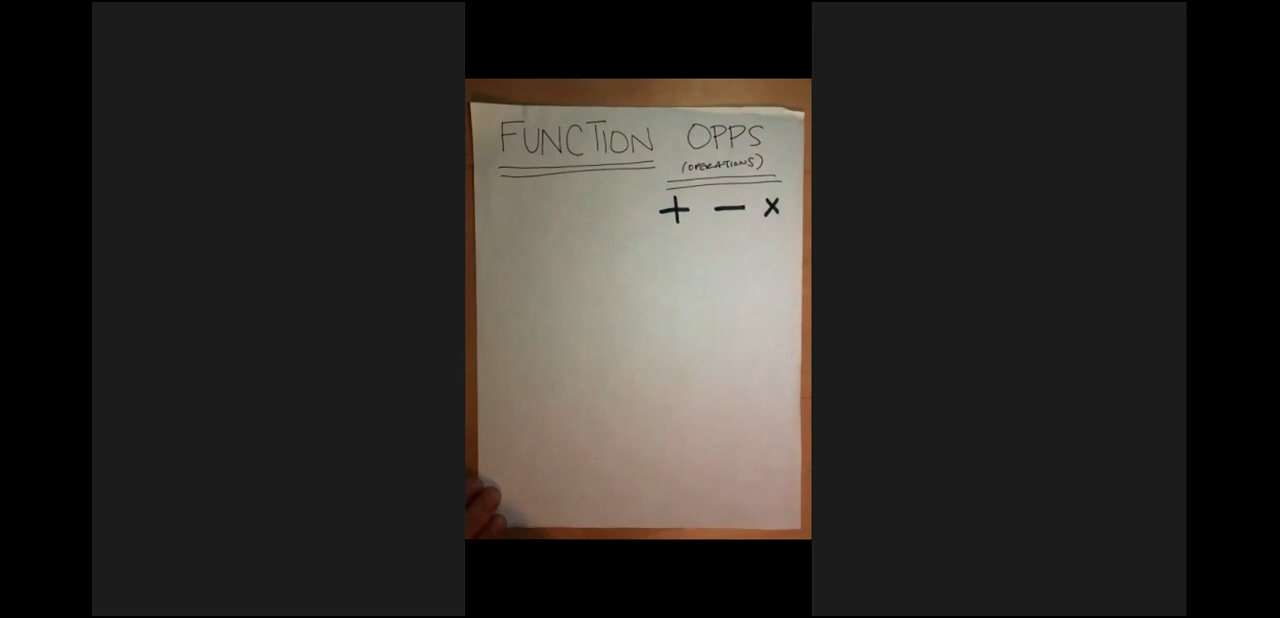 FUNCTION OPPS
(OPERATIONS)
+ − ×